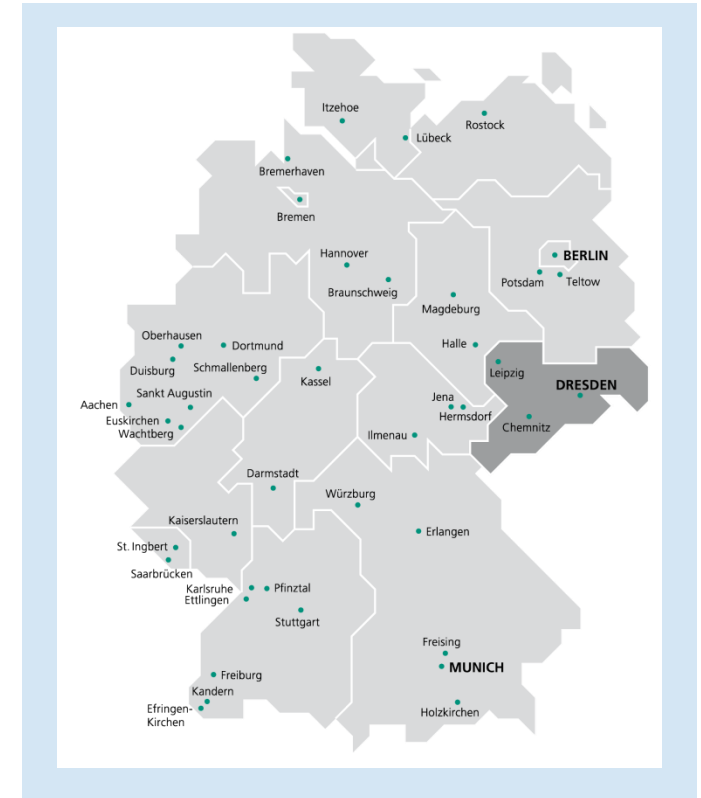 Itzehoe
Rostock
Lübeck
Bremerhaven
Bremen
Hannover
BERLIN
Braunschweig
Potsdam
Teltow
Magdeburg
Oberhausen
Dortmund
Halle
Duisburg
Schmallenberg
Leipzig
Kassel
DRESDEN
Sankt Augustin
Jena
Aachen
Hermsdorf
Euskirchen
Chemnitz
Wachtberg
Ilmenau
Darmstadt
Würzburg
Kaiserslautern
Erlangen
St. Ingbert
Saarbrücken
Karlsruhe
Pfinztal
Ettlingen
Stuttgart
Freising
MUNICH
Freiburg
Kandern
Efringen-
Kirchen
Holzkirchen